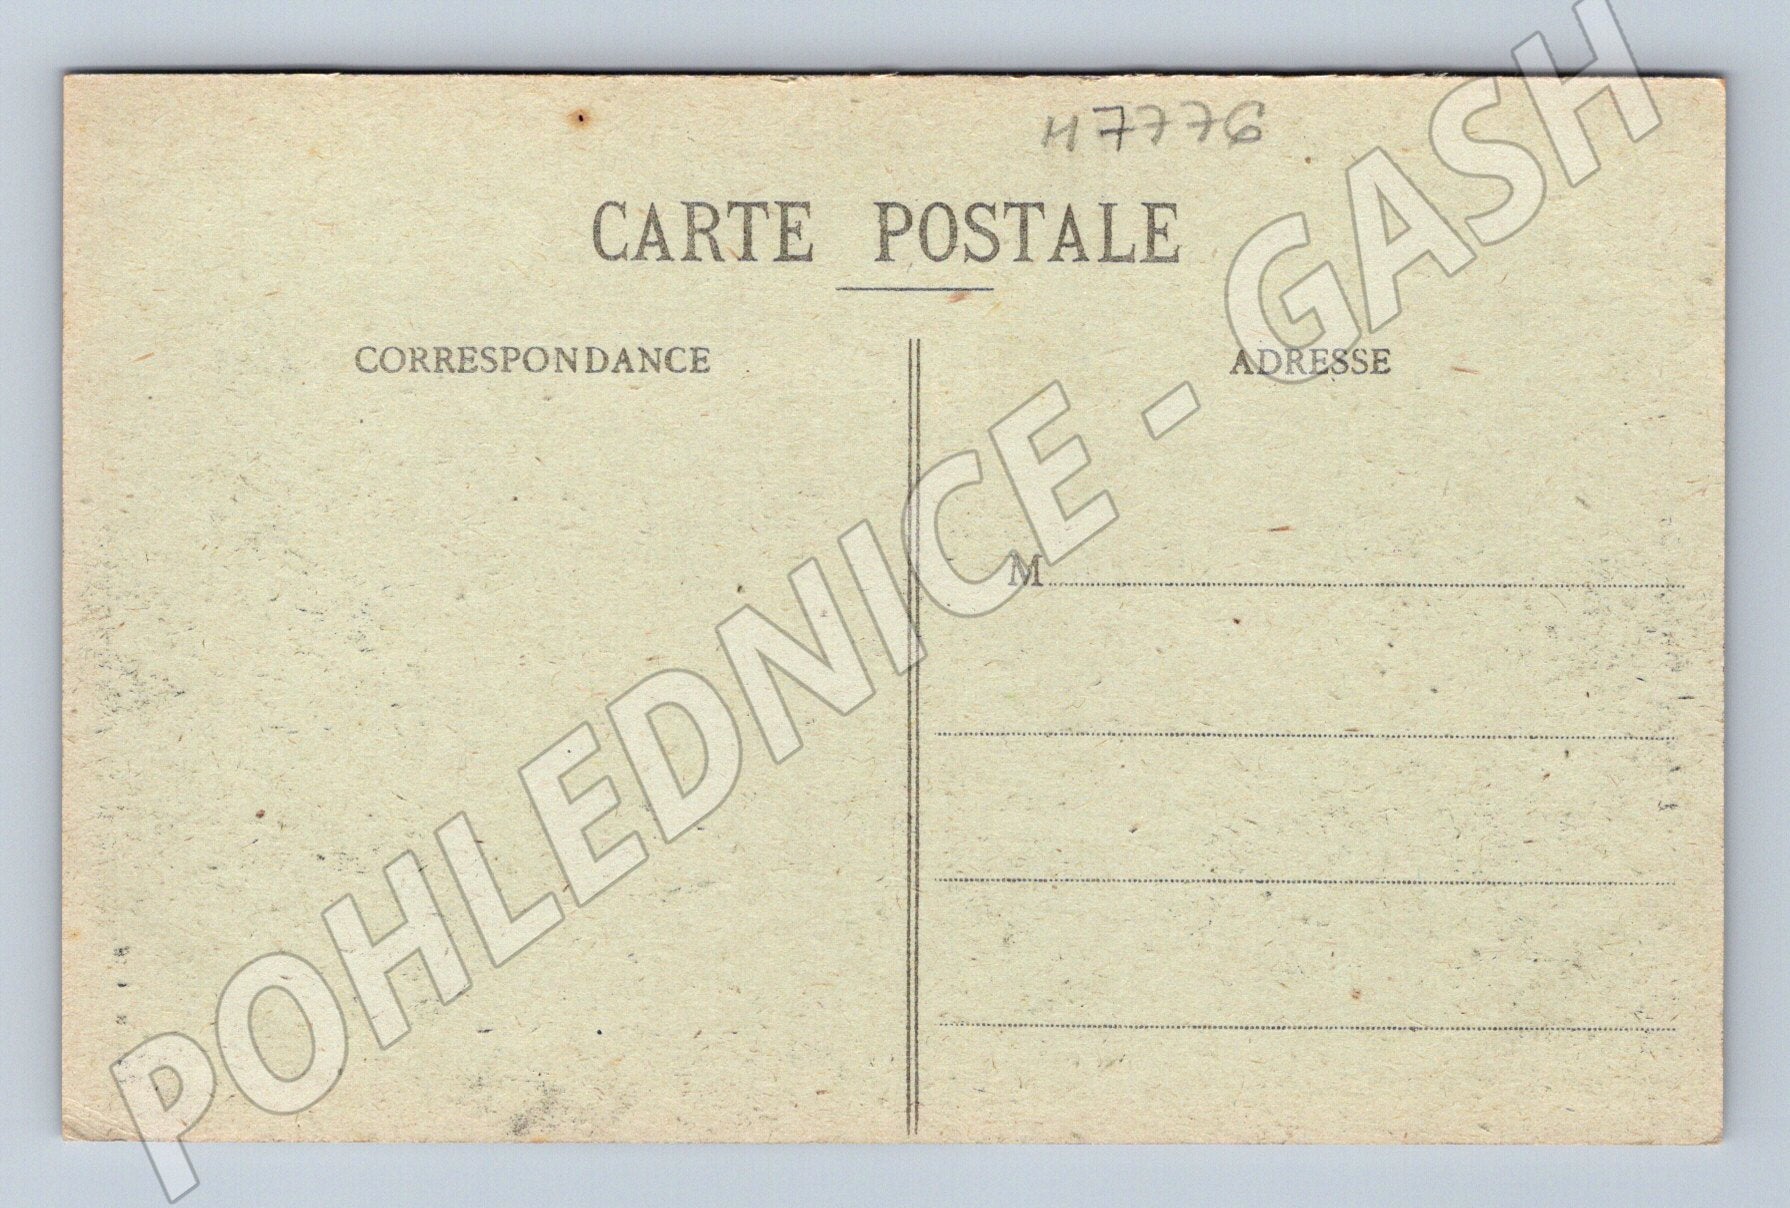 H7776
CARTE POSTALE
CORRESPONDANCE
ADRESSE
M
POHLEDNICE - GASH